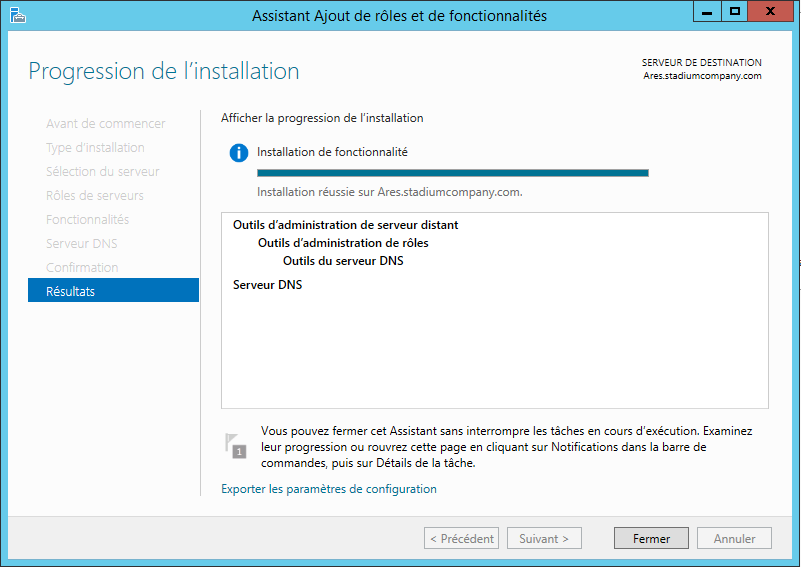 Assistant Ajout de rôles et de fonctionnalités
Progression de l'installation
SERVEUR DE DESTINATION
Ares.stadiumcompany.com
Avant de commencer
Type d'installation
Sélection du serveur
Rôles de serveurs
Fonctionnalités
Serveur DNS
Confirmation
Résultats
Afficher la progression de l'installation
Installation de fonctionnalité
Installation réussie sur Ares.stadiumcompany.com.
Outils d'administration de serveur distant
Outils d'administration de rôles
Outils du serveur DNS
Serveur DNS
1
Vous pouvez fermer cet Assistant sans interrompre les tâches en cours d'exécution. Examinez
leur progression ou rouvrez cette page en cliquant sur Notifications dans la barre de
commandes, puis sur Détails de la tâche.
Exporter les paramètres de configuration
< Précédent
Suivant >
Fermer
Annuler